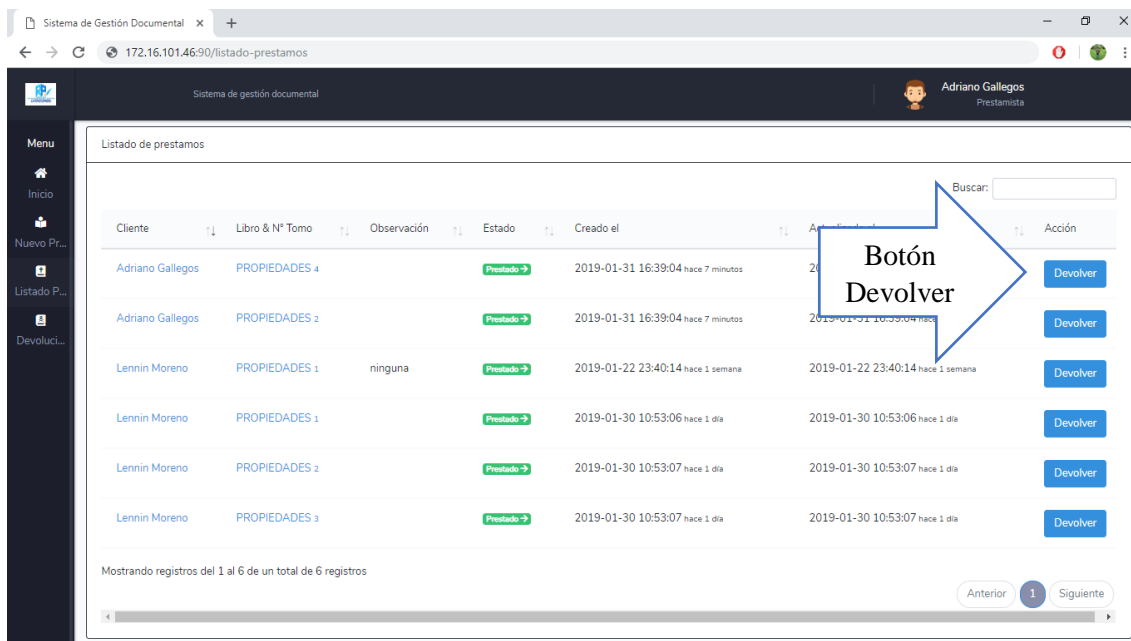 Sistema de Gestión Documental
172.16.101.46:90/listado-prestamos
Sistema de gestión documental
Adriano Gallegos
Prestamista
Menu
Inicio
Nuevo Pr...
Listado P...
Devoluci...
Listado de prestamos
Buscar:
Cliente Libro & N° Tomo Observación Estado Creado el Acción
Botón
Devolver
Adriano Gallegos PROPIEDADES 4 Prestado 2019-01-31 16:39:04 hace 7 minutos Devolver
Adriano Gallegos PROPIEDADES 2 Prestado 2019-01-31 16:39:04 hace 7 minutos 2019-01-31 16:39:04 hace Devolver
Lennin Moreno PROPIEDADES 1 ninguna Prestado 2019-01-22 23:40:14 hace 1 semana 2019-01-22 23:40:14 hace 1 semana Devolver
Lennin Moreno PROPIEDADES 1 Prestado 2019-01-30 10:53:06 hace 1 día 2019-01-30 10:53:06 hace 1 día Devolver
Lennin Moreno PROPIEDADES 2 Prestado 2019-01-30 10:53:07 hace 1 día 2019-01-30 10:53:07 hace 1 día Devolver
Lennin Moreno PROPIEDADES 3 Prestado 2019-01-30 10:53:07 hace 1 día 2019-01-30 10:53:07 hace 1 día Devolver
Mostrando registros del 1 al 6 de un total de 6 registros
Anterior 1 Siguiente